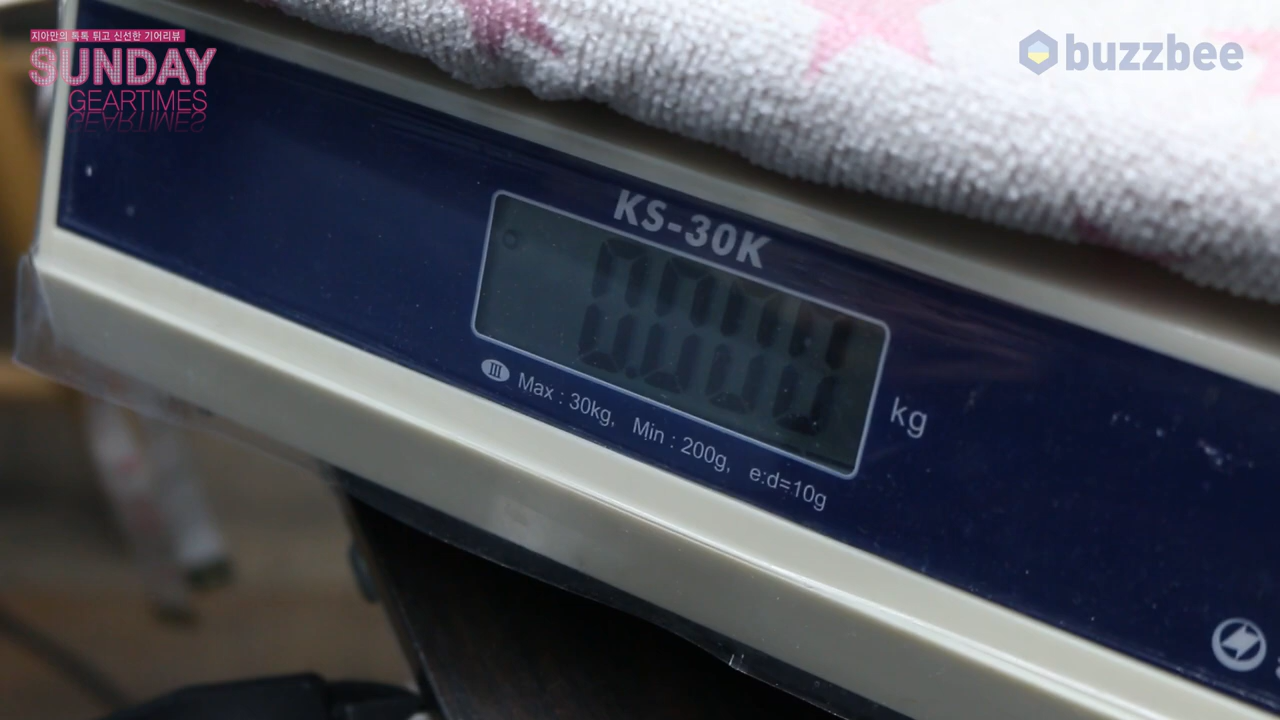 지아만의 톡톡 튀고 신선한 기어리뷰
SUNDAY
GEARTIMES
buzzbee
KS-30K
kg
III Max : 30kg, Min : 200g, e:d=10g